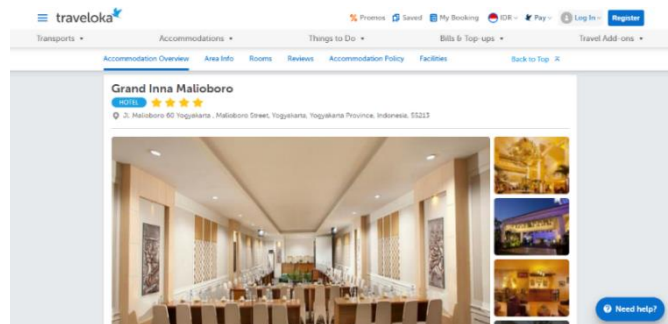 traveloka
Promos Saved My Booking IDR Pay Log In Register
Transports Accommodations Things to Do Bills & Top-ups Travel Add-ons
Accommodation Overview Area Info Rooms Reviews Accommodation Policy Facilities Back to Top
Grand Inna Malioboro
HOTEL
Jl. Malioboro 60 Yogyakarta , Malioboro Street, Yogyakarta, Yogyakarta Province, Indonesia, 55213
Need help?